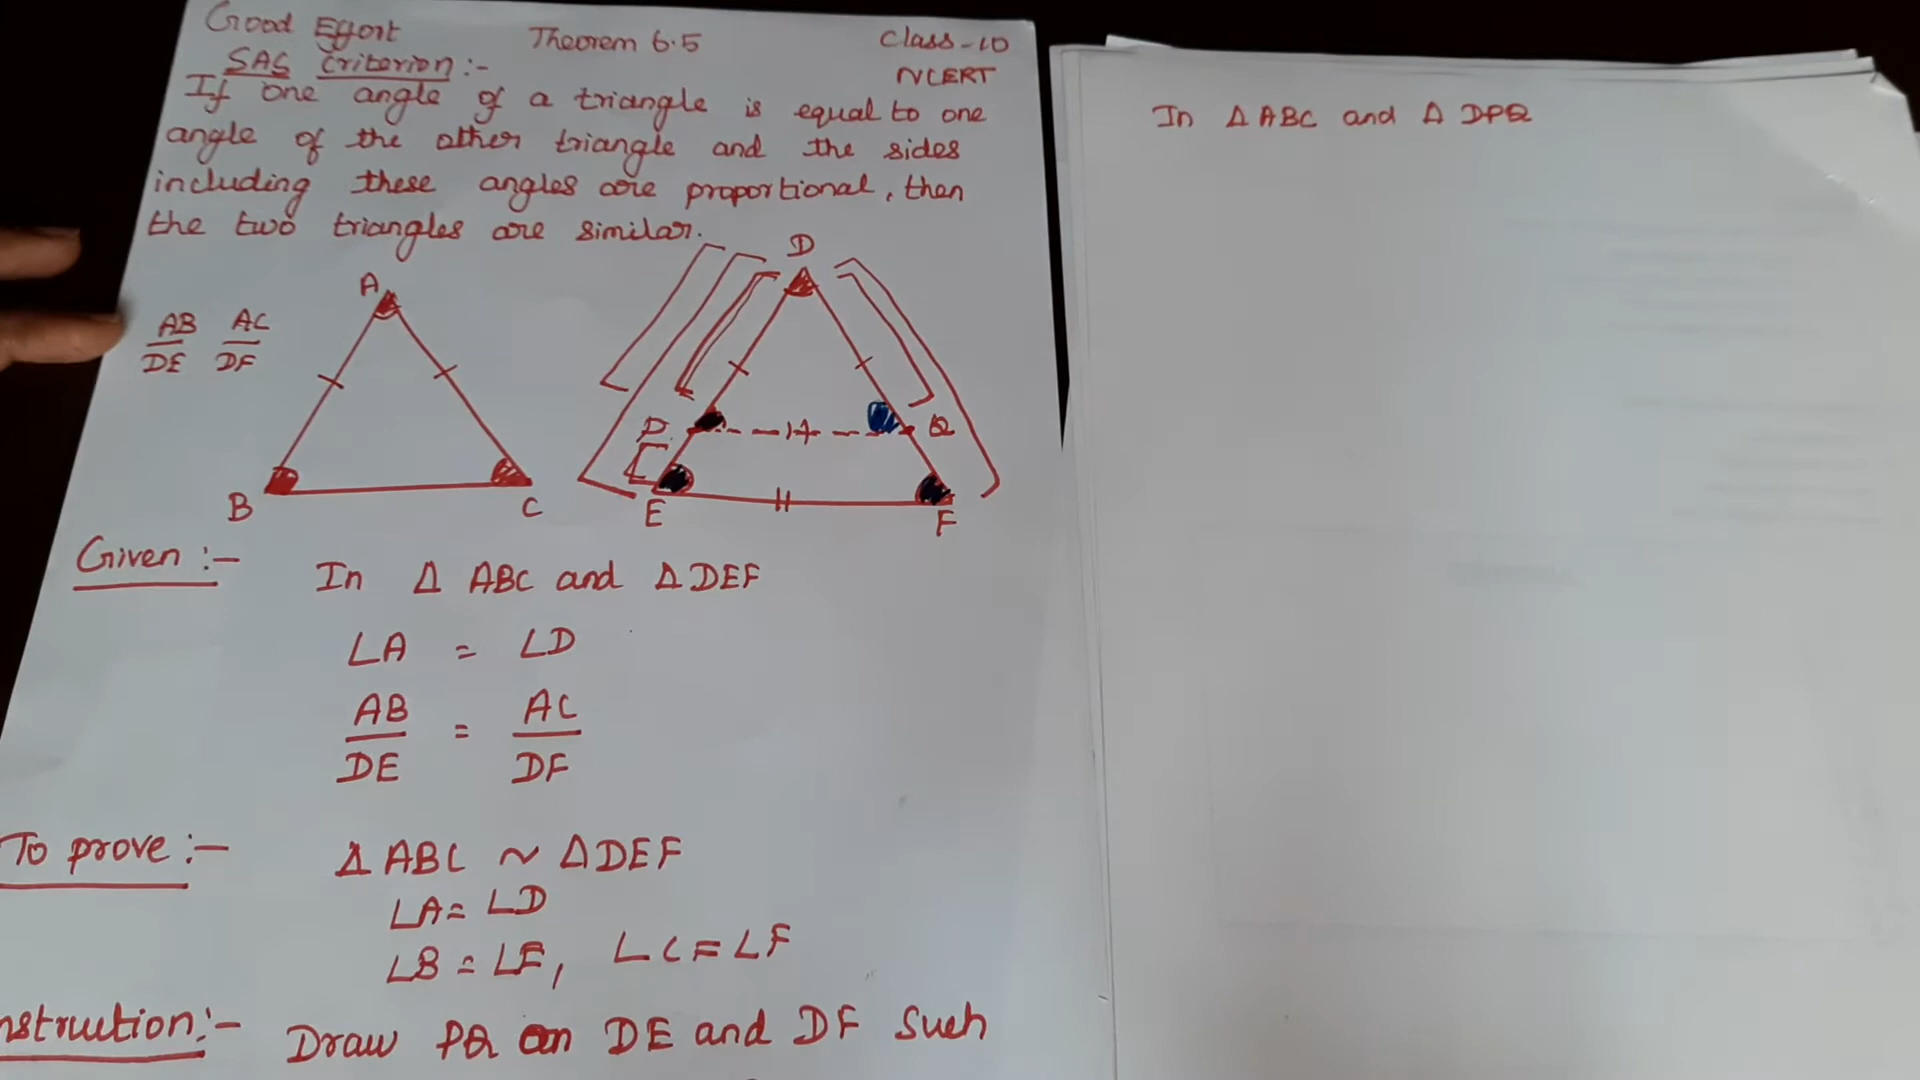 Good Effort Theorem 6.5 Class-10
NCERT
SAS Criterion:-
If one angle of a triangle is equal to one
angle of the other triangle and the sides
including these angles are proportional, then
the two triangles are similar.
AB AC
DE DF
A
B
C
D
P
Q
E
F
Given :- In Δ ABC and Δ DEF
∠A = ∠D
AB = AC
DE DF
To prove :- Δ ABC ~ Δ DEF
∠A = ∠D
∠B = ∠E, ∠C = ∠F
nstruction:- Draw PQ on DE and DF Such
In Δ ABC and Δ DPQ